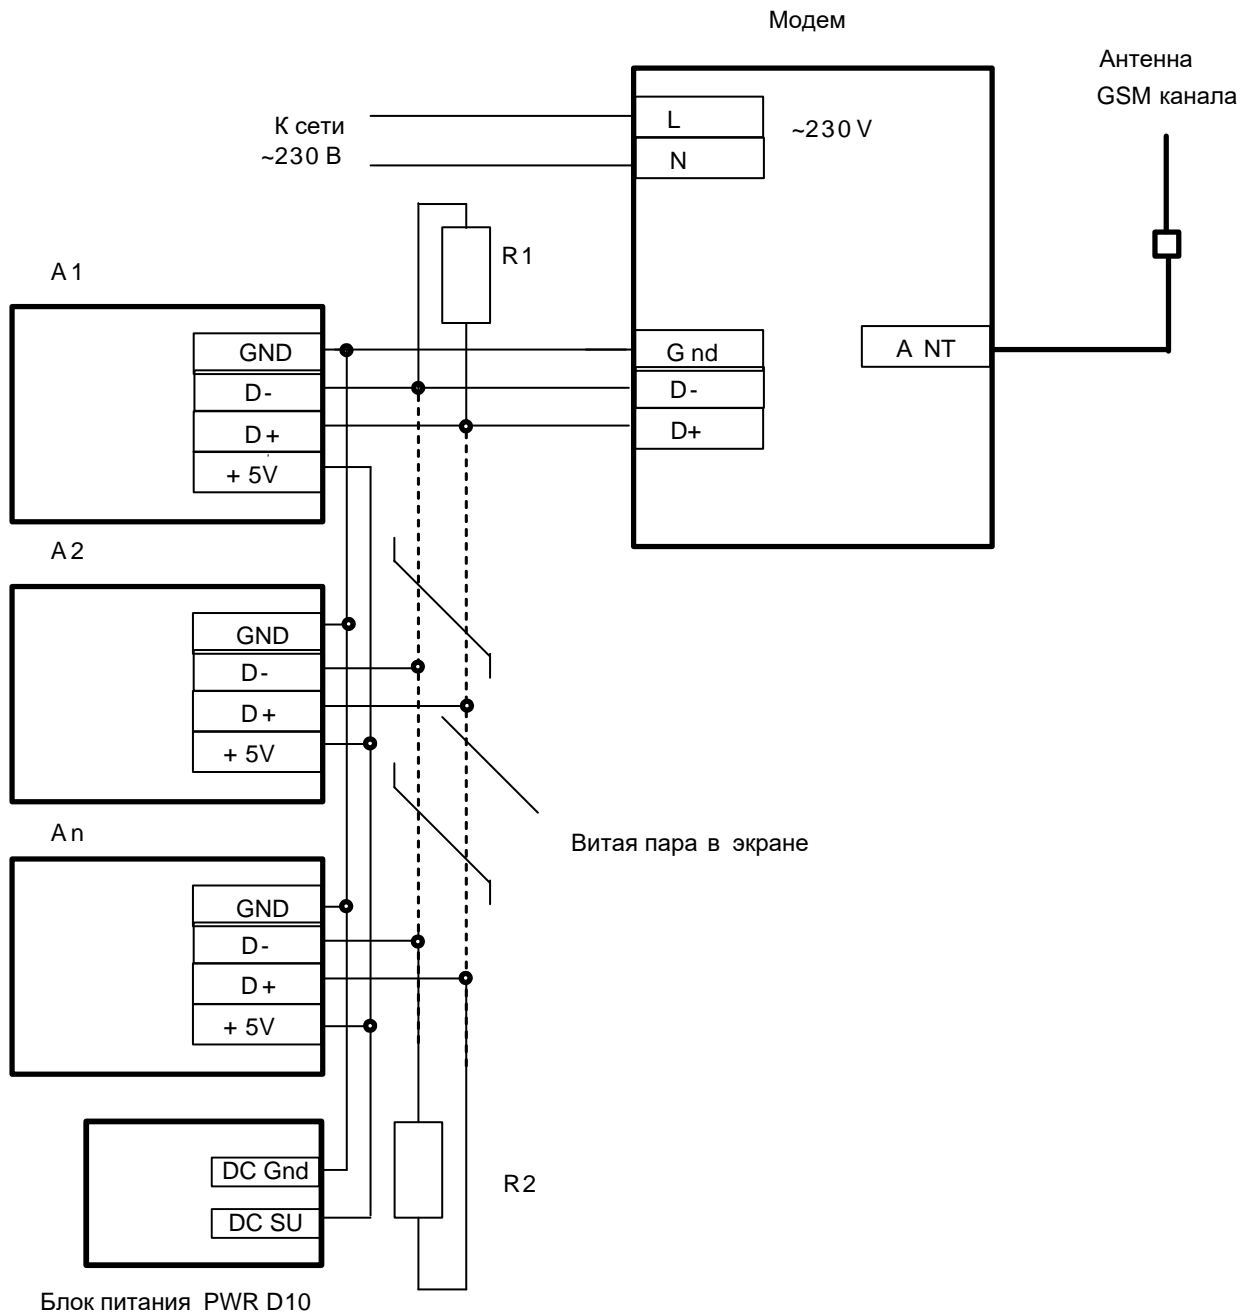 Модем
Антенна
GSM канала
К сети
~230 В
L
~230 V
N
R1
A1
GND
D-
D+
+ 5V
Gnd
D-
D+
A NT
A2
GND
D-
D+
+ 5V
Витая пара в экране
An
GND
D-
D+
+ 5V
DC Gnd
DC SU
R2
Блок питания PWR D10